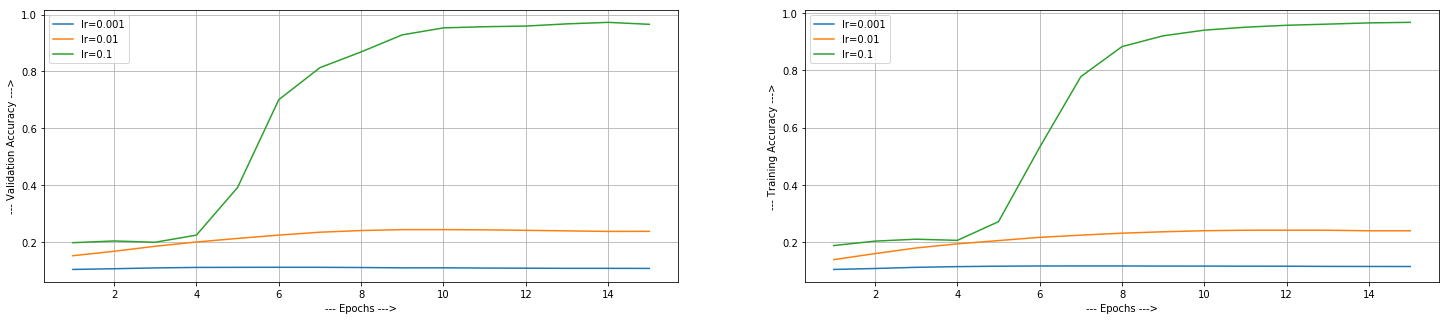 lr=0.001
lr=0.01
lr=0.1
1.0
0.8
0.6
0.4
0.2
--- Validation Accuracy --->
2 4 6 8 10 12 14
--- Epochs --->
lr=0.001
lr=0.01
lr=0.1
1.0
0.8
0.6
0.4
0.2
--- Training Accuracy --->
2 4 6 8 10 12 14
--- Epochs --->